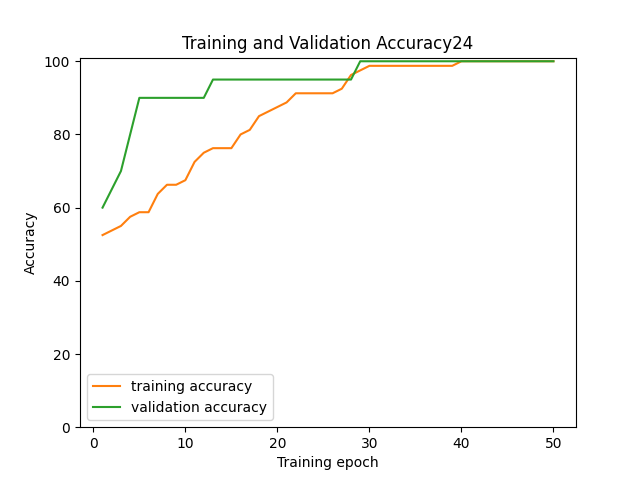 Training and Validation Accuracy24
Accuracy
100
80
60
40
20
0
training accuracy
validation accuracy
0 10 20 30 40 50
Training epoch